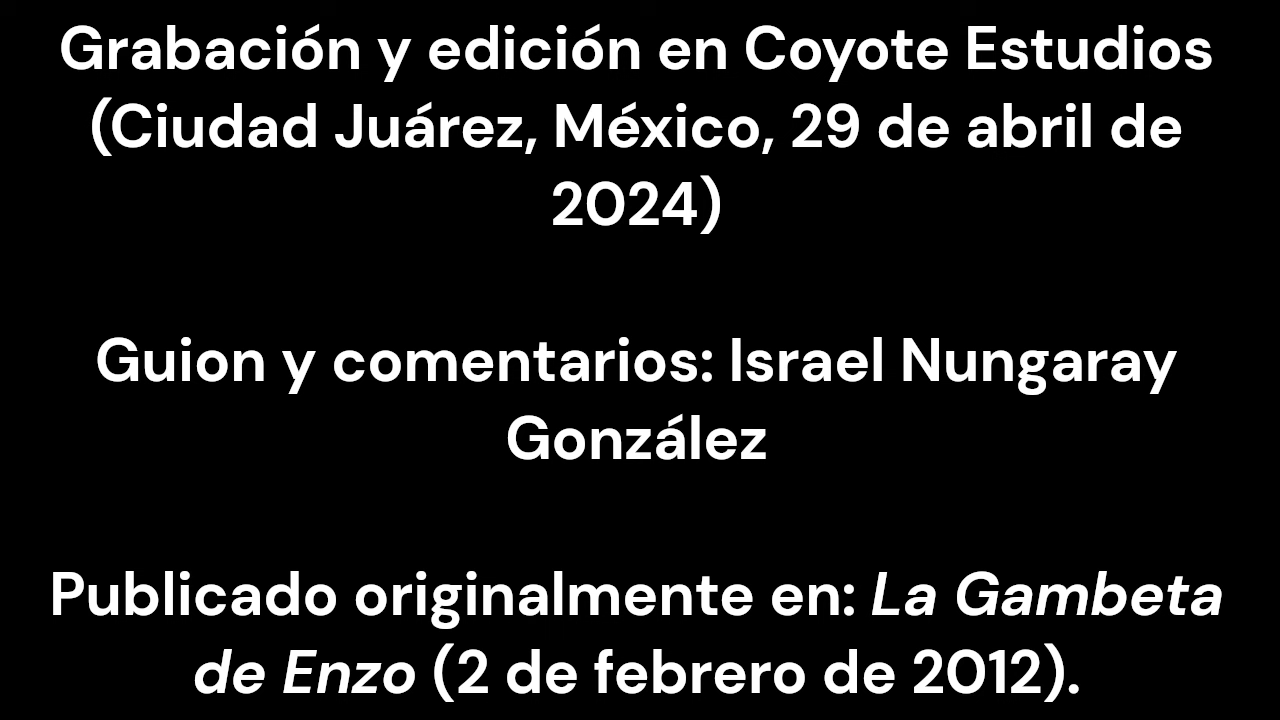 Grabación y edición en Coyote Estudios
(Ciudad Juárez, México, 29 de abril de
2024)
Guion y comentarios: Israel Nungaray
González
Publicado originalmente en: La Gambeta
de Enzo (2 de febrero de 2012).